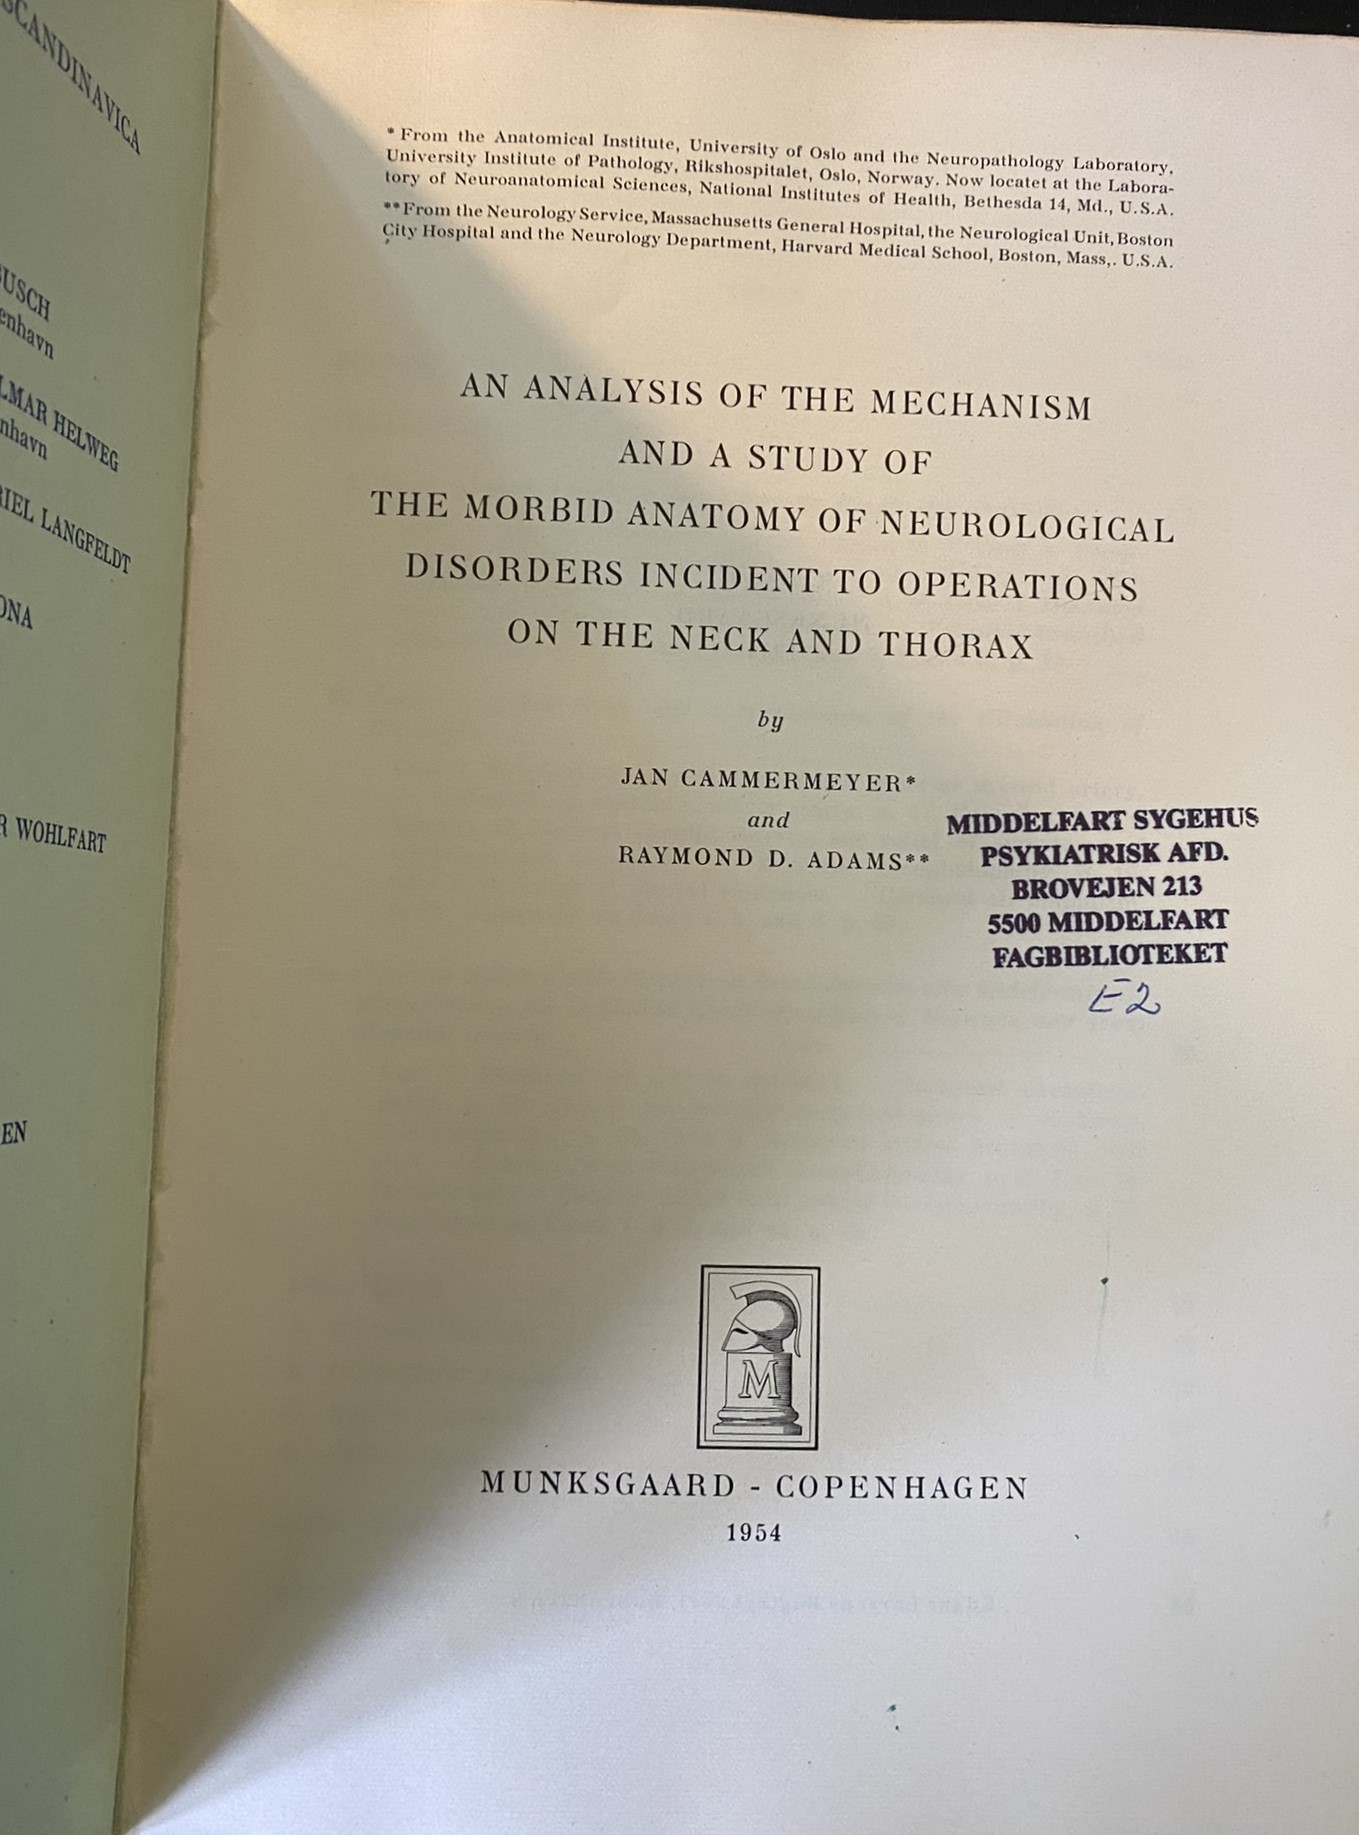 SCANDINAVICA
BUSCH
enhavn
LMAR HELWEG
nhavn
RIEL LANGFELDT
ONA
R WOHLFART
EN
* From the Anatomical Institute, University of Oslo and the Neuropathology Laboratory,
University Institute of Pathology, Rikshospitalet, Oslo, Norway. Now locatet at the Labora-
tory of Neuroanatomical Sciences, National Institutes of Health, Bethesda 14, Md., U.S.A.
** From the Neurology Service, Massachusetts General Hospital, the Neurological Unit, Boston
City Hospital and the Neurology Department, Harvard Medical School, Boston, Mass,. U.S.A.
AN ANALYSIS OF THE MECHANISM
AND A STUDY OF
THE MORBID ANATOMY OF NEUROLOGICAL
DISORDERS INCIDENT TO OPERATIONS
ON THE NECK AND THORAX
by
JAN CAMMERMEYER*
and
RAYMOND D. ADAMS**
MIDDELFART SYGEHUS
PSYKIATRISK AFD.
BROVEJEN 213
5500 MIDDELFART
FAGBIBLIOTEKET
E2
M
MUNKSGAARD - COPENHAGEN
1954